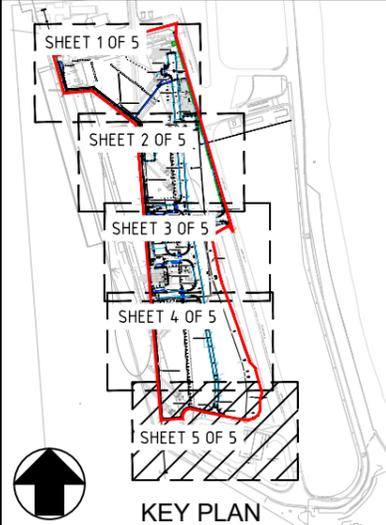 SHEET 1 OF 5
SHEET 2 OF 5
SHEET 3 OF 5
SHEET 4 OF 5
SHEET 5 OF 5
KEY PLAN